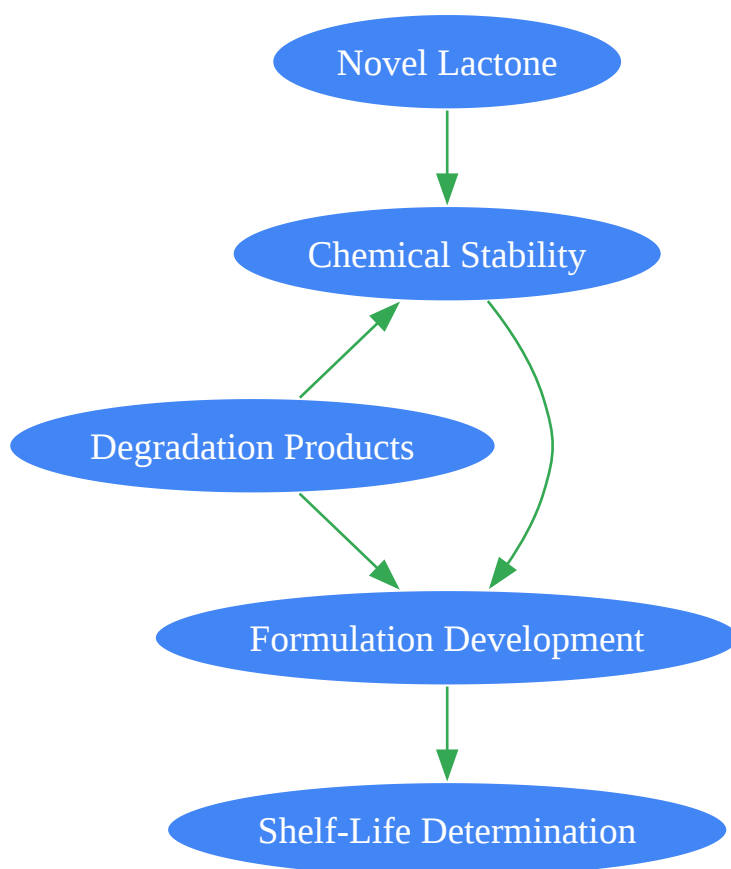 Novel Lactone
Chemical Stability
Degradation Products
Formulation Development
Shelf-Life Determination